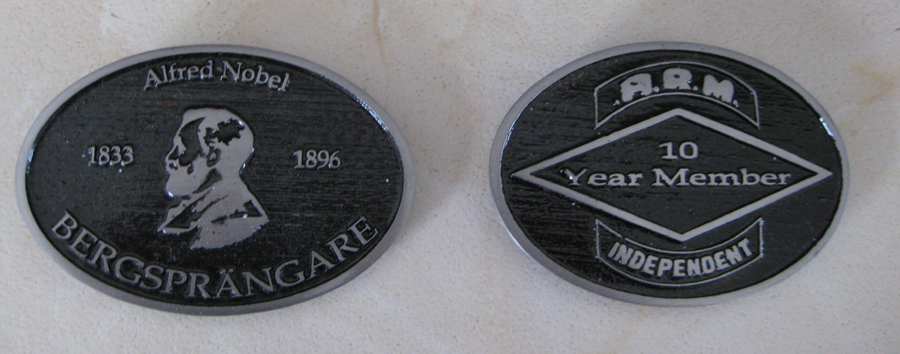 Alfred Nobel
1833
1896
BERGSPRÄNGARE
.A.R.M.
10
Year Member
INDEPENDENT